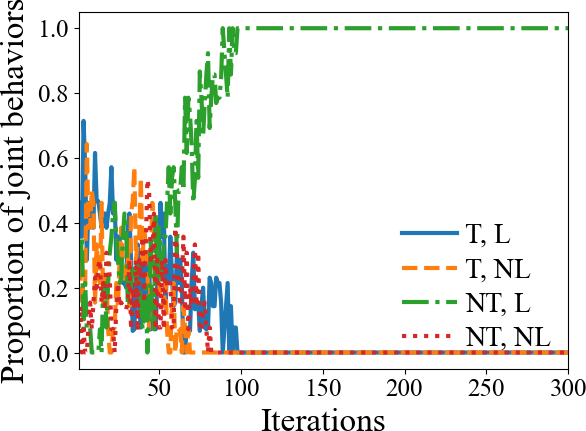 Proportion of joint behaviors
1.0
0.8
0.6
0.4
0.2
0.0
T, L
T, NL
NT, L
NT, NL
50 100 150 200 250 300
Iterations